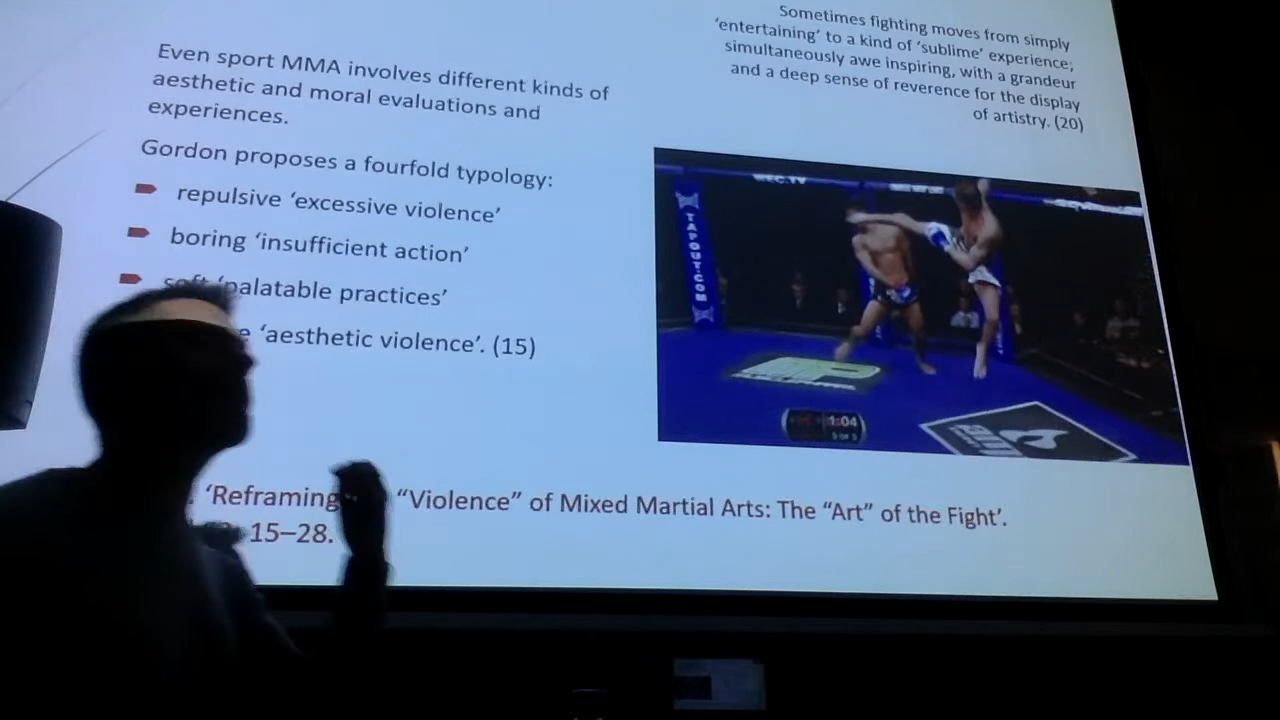 Even sport MMA involves different kinds of
aesthetic and moral evaluations and
experiences.
Gordon proposes a fourfold typology:
repulsive ‘excessive violence’
boring ‘insufficient action’
soft ‘palatable practices’
‘aesthetic violence’. (15)
Sometimes fighting moves from simply
‘entertaining’ to a kind of ‘sublime’ experience;
simultaneously awe inspiring, with a grandeur
and a deep sense of reverence for the display
of artistry. (20)
WEC.TV
TAPOUT.COM
1:04
‘Reframing “Violence” of Mixed Martial Arts: The “Art” of the Fight’.
15–28.